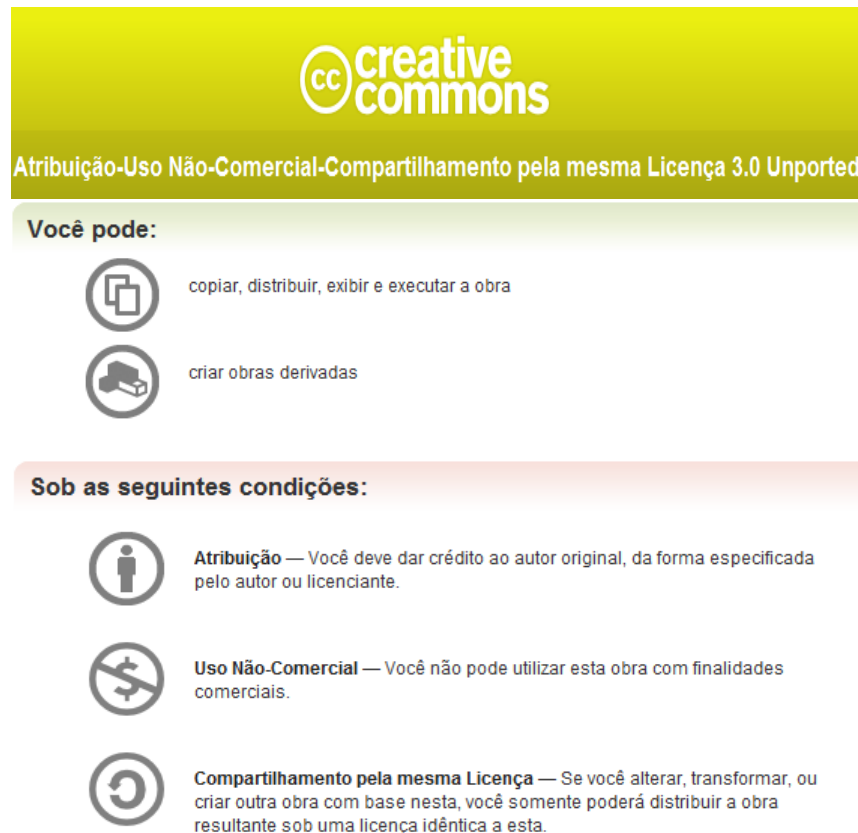 cc creative
commons
Atribuição-Uso Não-Comercial-Compartilhamento pela mesma Licença 3.0 Unported
Você pode:
copiar, distribuir, exibir e executar a obra
criar obras derivadas
Sob as seguintes condições:
Atribuição — Você deve dar crédito ao autor original, da forma especificada
pelo autor ou licenciante.
$
Uso Não-Comercial — Você não pode utilizar esta obra com finalidades
comerciais.
Compartilhamento pela mesma Licença — Se você alterar, transformar, ou
criar outra obra com base nesta, você somente poderá distribuir a obra
resultante sob uma licença idêntica a esta.